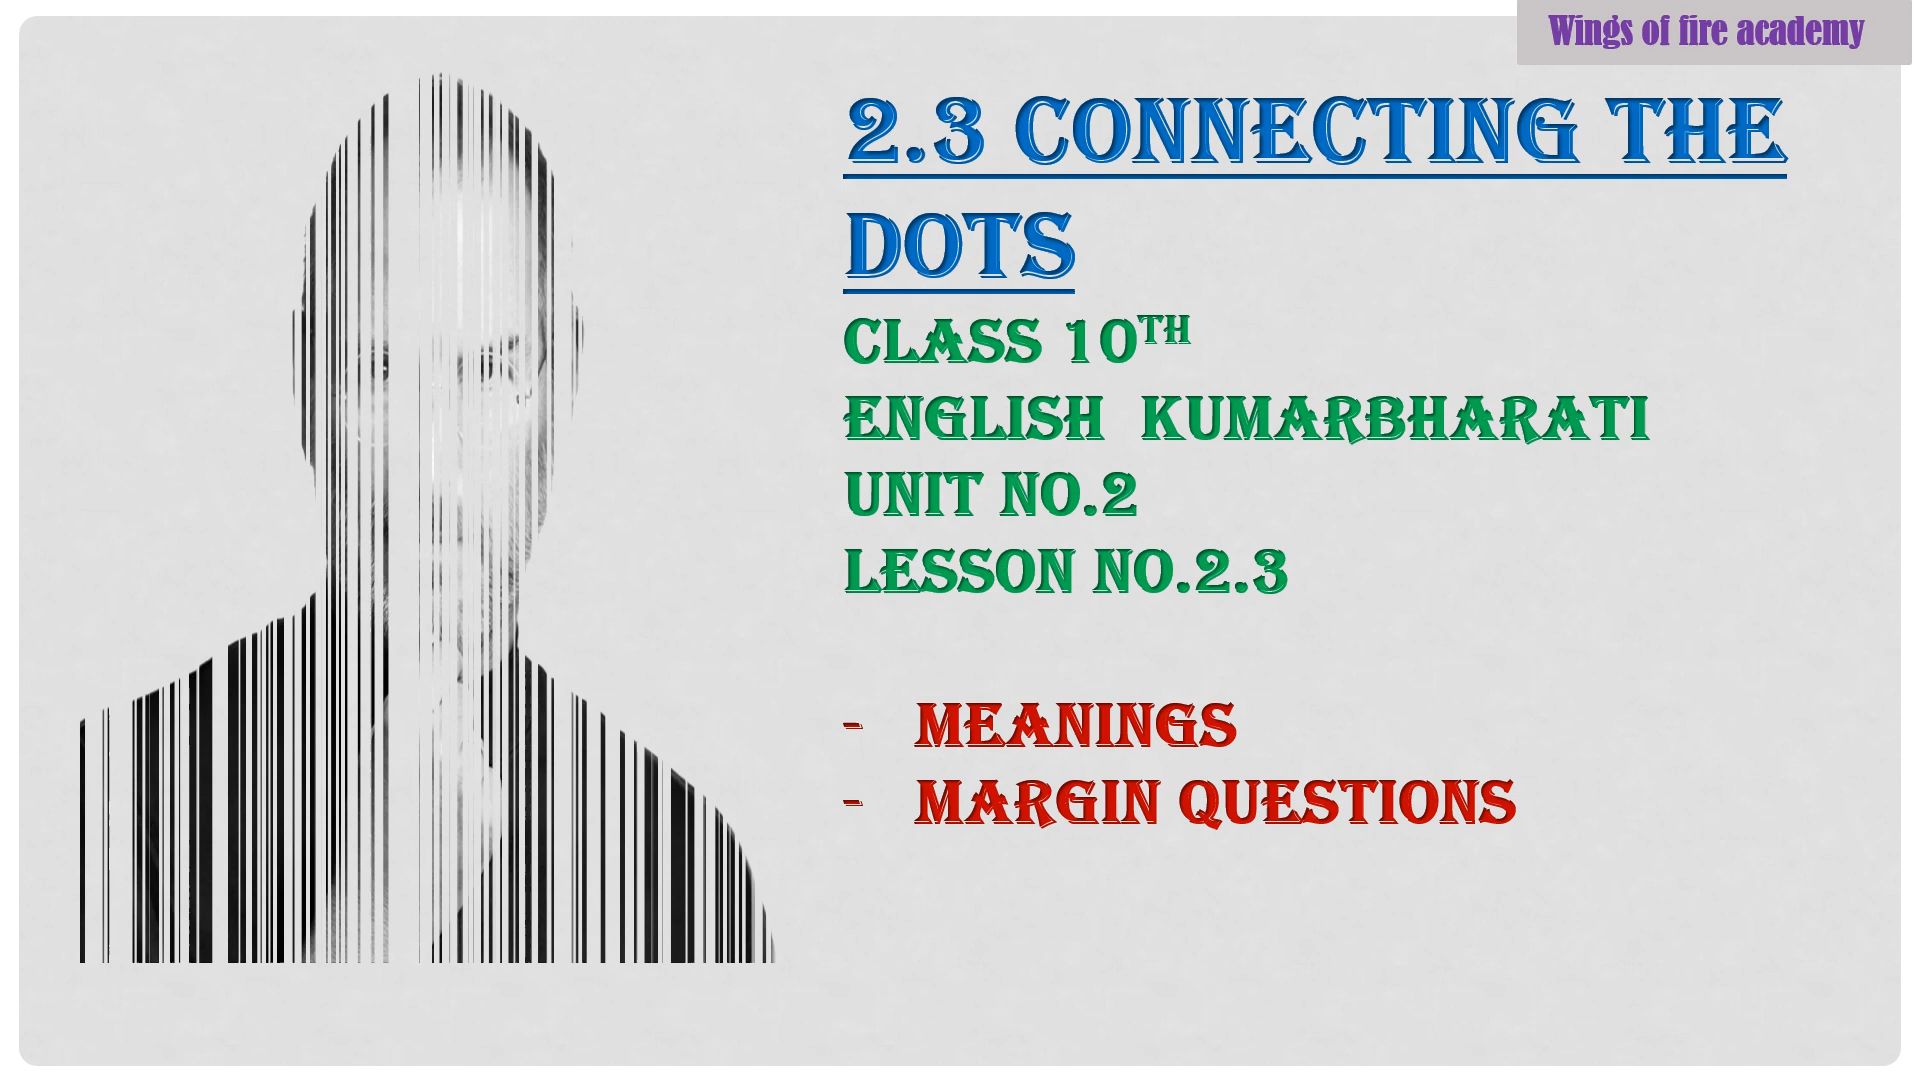 Wings of fire academy
2.3 CONNECTING THE
DOTS
CLASS 10TH
ENGLISH KUMARBHARATI
UNIT NO.2
LESSON NO.2.3
- MEANINGS
- MARGIN QUESTIONS